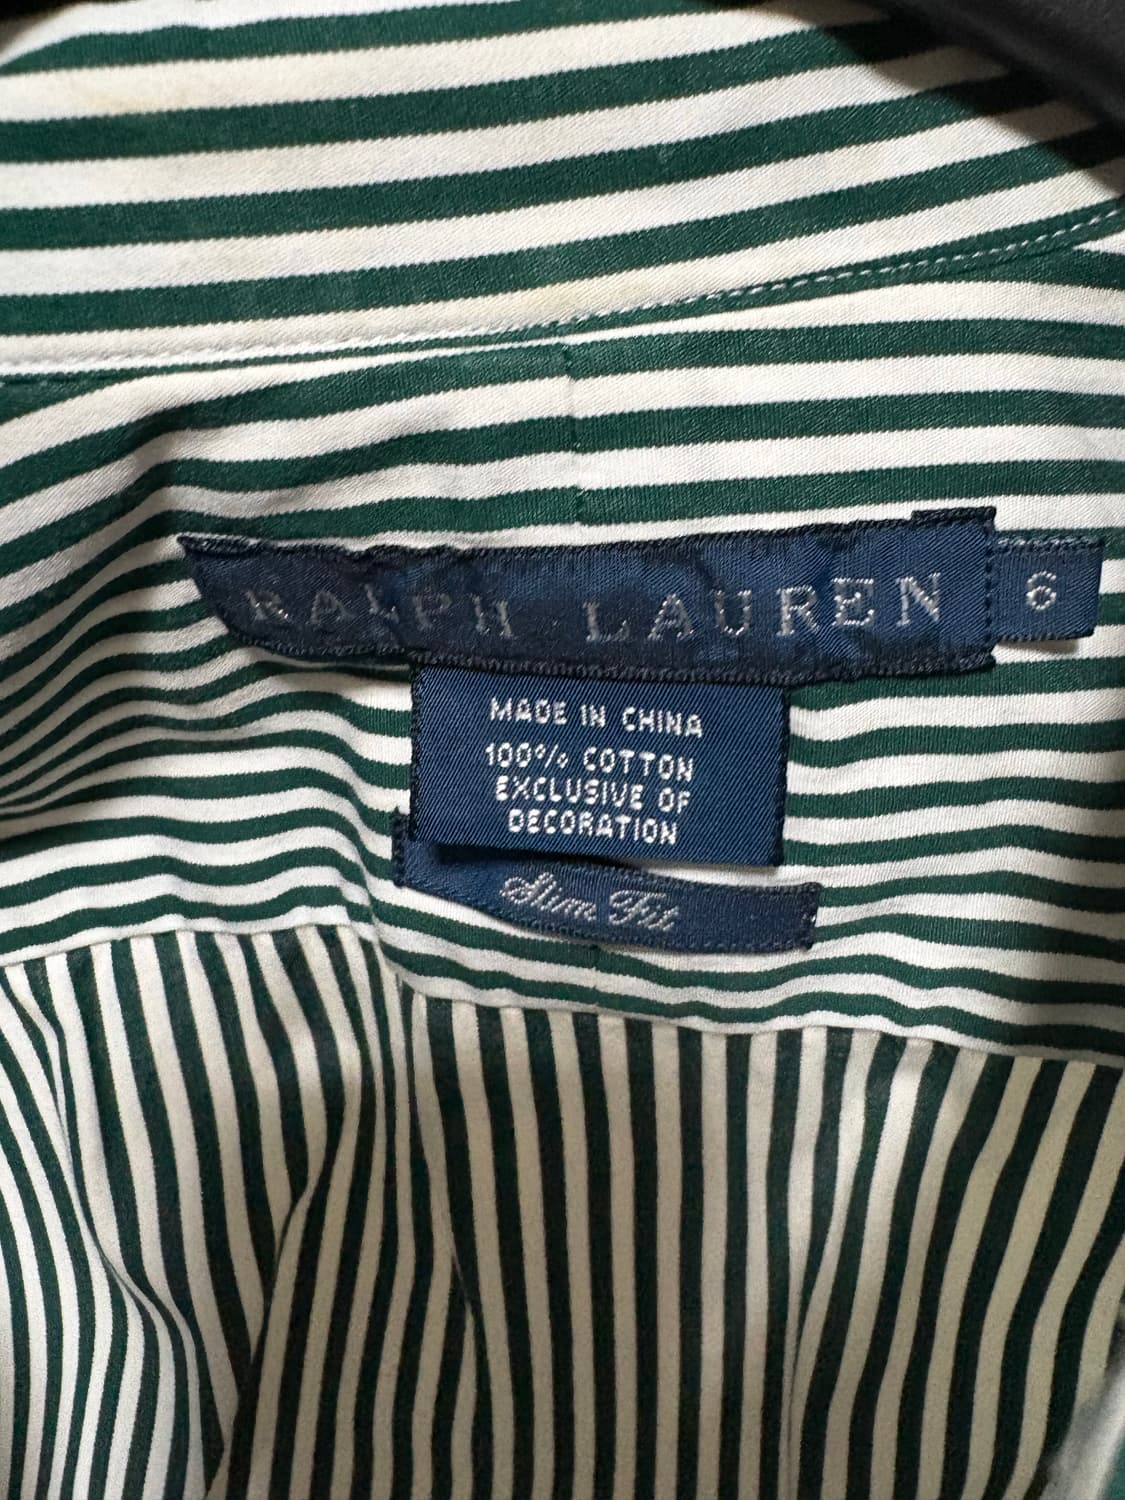 RALPH LAUREN 6
MADE IN CHINA
100% COTTON
EXCLUSIVE OF
DECORATION
Slim Fit